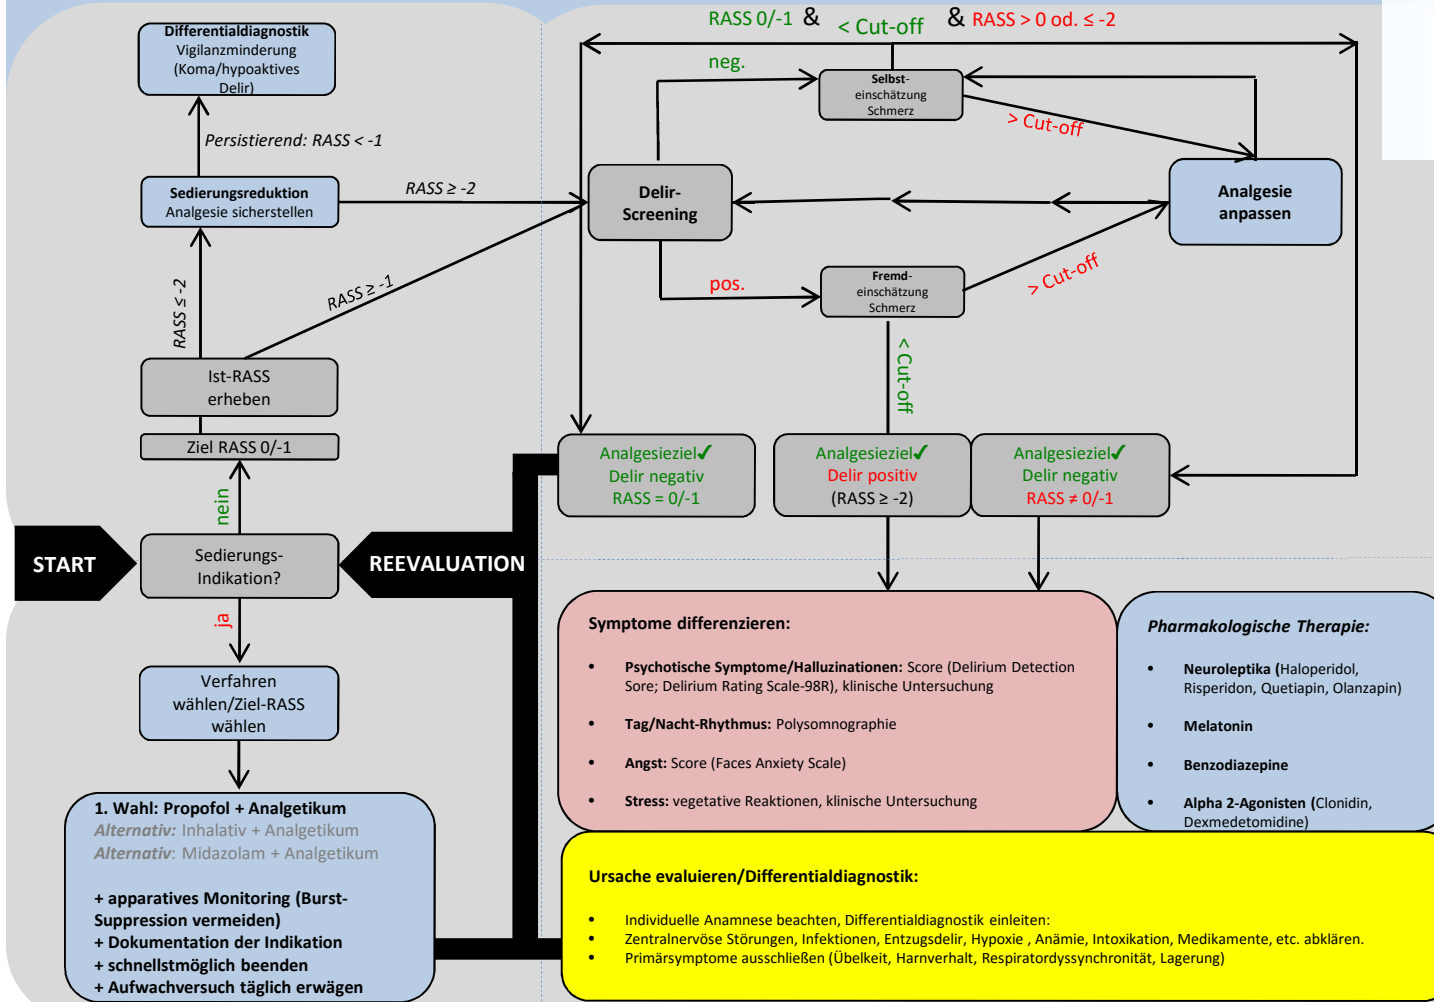 RASS 0/-1 & < Cut-off & RASS > 0 od. ≤ -2
Differentialdiagnostik
Vigilanzminderung
(Koma/hypoaktives
Delir)
Persistierend: RASS < -1
Sedierungsreduktion
Analgesie sicherstellen
RASS ≥ -2
RASS ≤ -2
RASS ≥ -1
Ist-RASS
erheben
Ziel RASS 0/-1
nein
START
Sedierungs-
Indikation?
REEVALUATION
ja
Verfahren
wählen/Ziel-RASS
wählen
1. Wahl: Propofol + Analgetikum
Alternativ: Inhalativ + Analgetikum
Alternativ: Midazolam + Analgetikum
+ apparatives Monitoring (Burst-
Suppression vermeiden)
+ Dokumentation der Indikation
+ schnellstmöglich beenden
+ Aufwachversuch täglich erwägen
neg.
Selbst-
einschätzung
Schmerz
> Cut-off
Delir-
Screening
Analgesie
anpassen
pos.
Fremd-
einschätzung
Schmerz
> Cut-off
< Cut-off
Analgesieziel✓
Delir negativ
RASS = 0/-1
Analgesieziel✓
Delir positiv
(RASS ≥ -2)
Analgesieziel✓
Delir negativ
RASS ≠ 0/-1
Symptome differenzieren:
• Psychotische Symptome/Halluzinationen: Score (Delirium Detection
Sore; Delirium Rating Scale-98R), klinische Untersuchung
• Tag/Nacht-Rhythmus: Polysomnographie
• Angst: Score (Faces Anxiety Scale)
• Stress: vegetative Reaktionen, klinische Untersuchung
Pharmakologische Therapie:
• Neuroleptika (Haloperidol,
Risperidon, Quetiapin, Olanzapin)
• Melatonin
• Benzodiazepine
• Alpha 2-Agonisten (Clonidin,
Dexmedetomidine)
Ursache evaluieren/Differentialdiagnostik:
• Individuelle Anamnese beachten, Differentialdiagnostik einleiten:
• Zentralnervöse Störungen, Infektionen, Entzugsdelir, Hypoxie , Anämie, Intoxikation, Medikamente, etc. abklären.
• Primärsymptome ausschließen (Übelkeit, Harnverhalt, Respiratordyssynchronität, Lagerung)